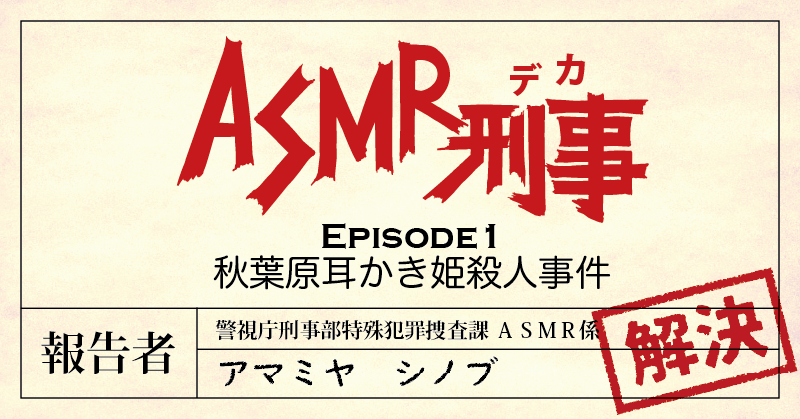 デカ
ASMR刑事
EPISODE1
秋葉原耳かき姫殺人事件
報告者
警視庁刑事部特殊犯罪捜査課 ASMR係
アマミヤ シノブ
解決